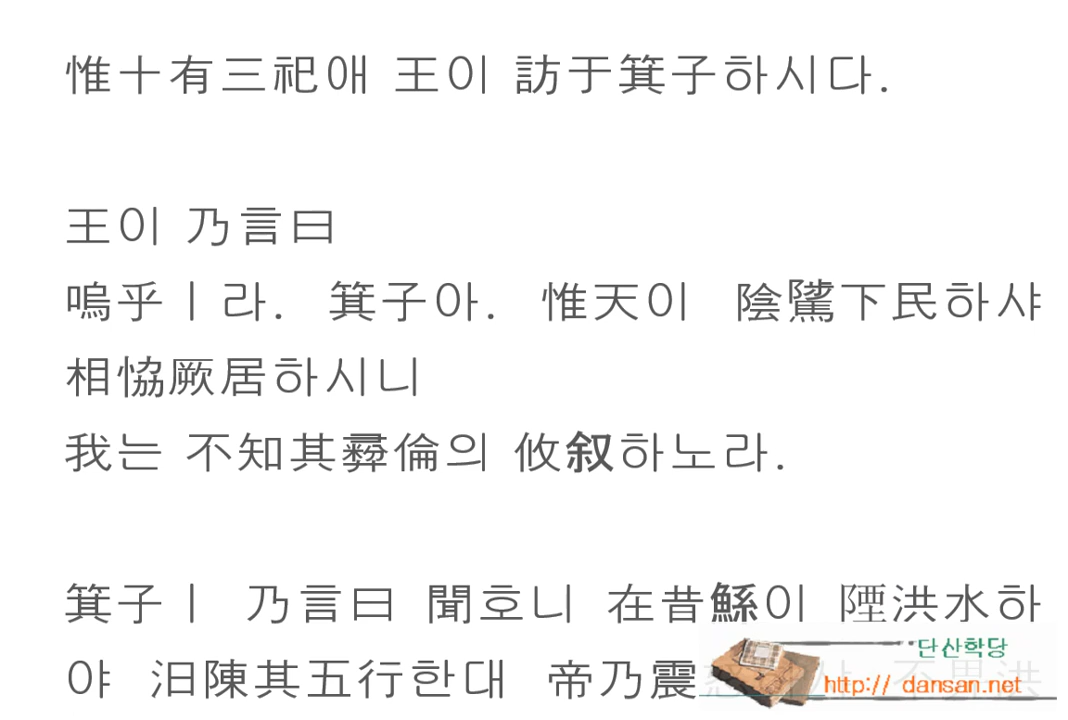 惟十有三祀애 王이 訪于箕子하시다.
王이 乃言曰
嗚乎ㅣ라. 箕子아. 惟天이 陰騭下民하샤
相恊厥居하시니
我는 不知其彛倫의 攸叙하노라.
箕子ㅣ 乃言曰 聞호니 在昔鯀이 陻洪水하
야 汨陳其五行한대 帝乃震
단산학당
http:// dansan.net